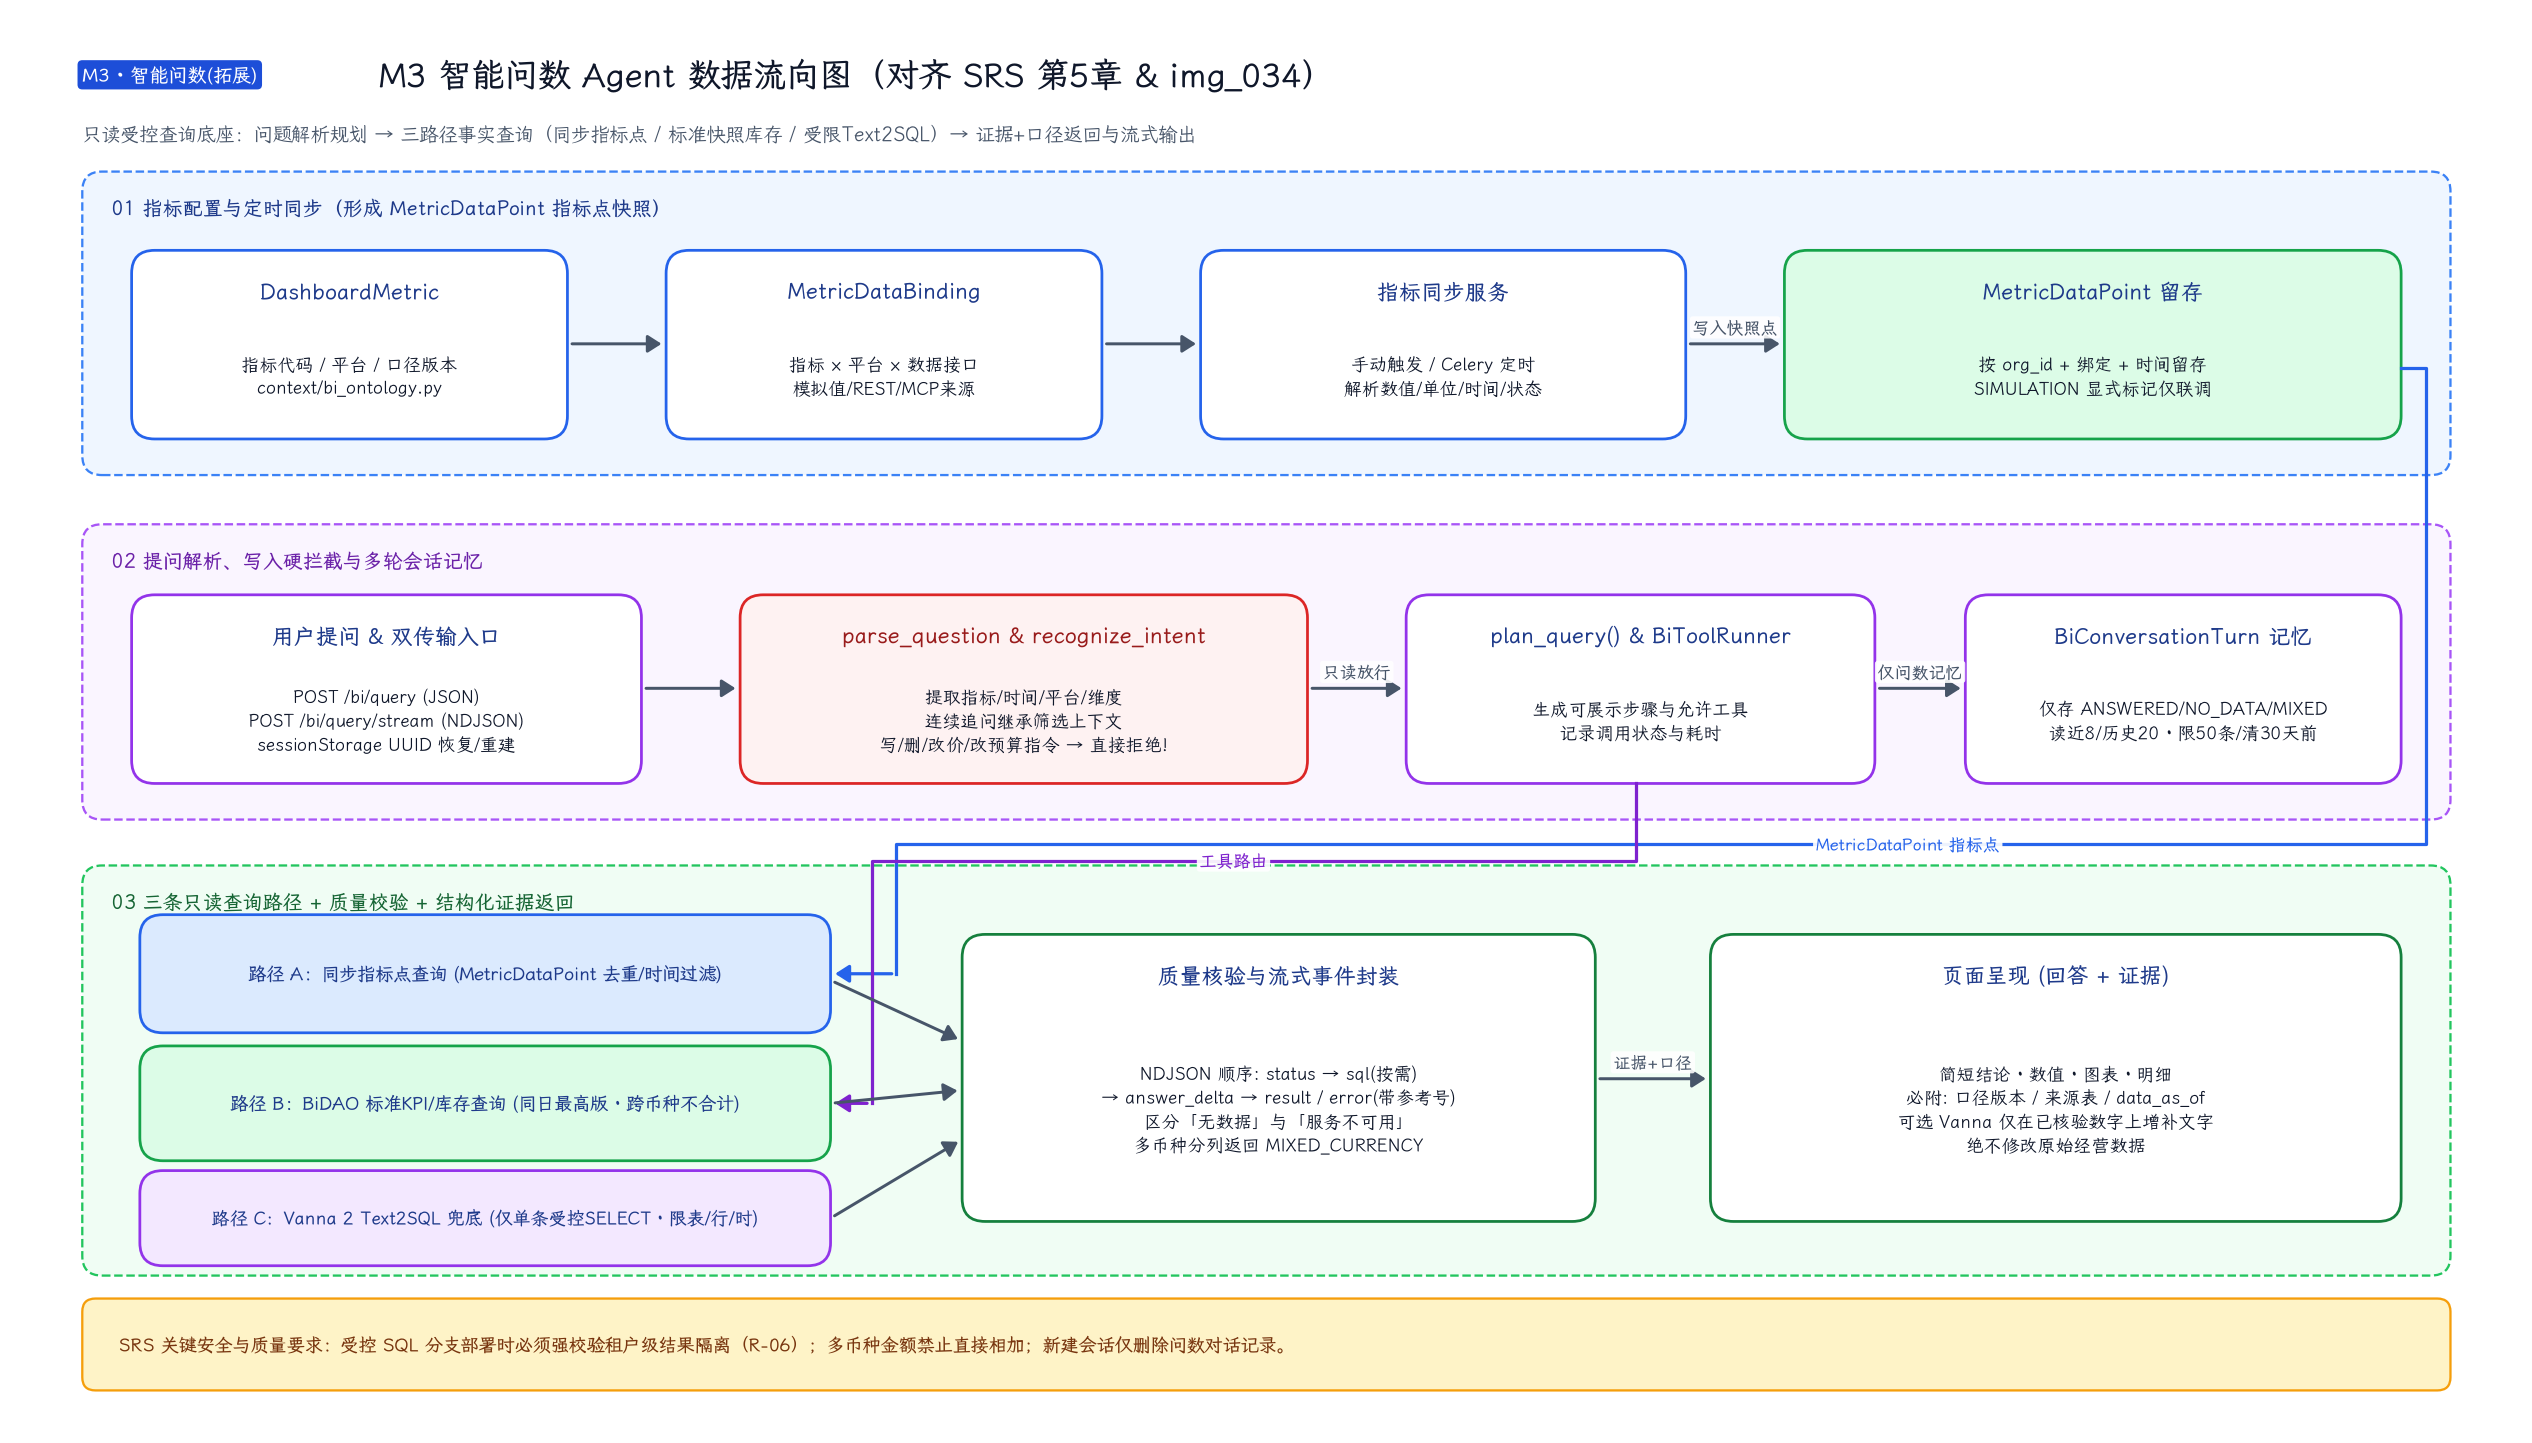 M3 · 智能问数(拓展)
M3 智能问数 Agent 数据流向图（对齐 SRS 第5章 & img_034）
只读受控查询底座：问题解析规划 → 三路径事实查询（同步指标点 / 标准快照库存 / 受限Text2SQL）→ 证据+口径返回与流式输出
01 指标配置与定时同步（形成 MetricDataPoint 指标点快照）
DashboardMetric
指标代码 / 平台 / 口径版本
context/bi_ontology.py
MetricDataBinding
指标 × 平台 × 数据接口
模拟值/REST/MCP来源
指标同步服务
手动触发 / Celery 定时
解析数值/单位/时间/状态
写入快照点
MetricDataPoint 留存
按 org_id + 绑定 + 时间留存
SIMULATION 显式标记仅联调
02 提问解析、写入硬拦截与多轮会话记忆
用户提问 & 双传输入口
POST /bi/query (JSON)
POST /bi/query/stream (NDJSON)
sessionStorage UUID 恢复/重建
parse_question & recognize_intent
提取指标/时间/平台/维度
连续追问继承筛选上下文
写/删/改价/改预算指令 → 直接拒绝!
只读放行
plan_query() & BiToolRunner
生成可展示步骤与允许工具
记录调用状态与耗时
仅问数记忆
BiConversationTurn 记忆
仅存 ANSWERED/NO_DATA/MIXED
读近8/历史20 · 限50条/清30天前
MetricDataPoint 指标点
工具路由
03 三条只读查询路径 + 质量校验 + 结构化证据返回
路径 A：同步指标点查询 (MetricDataPoint 去重/时间过滤)
路径 B：BiDAO 标准KPI/库存查询 (同日最高版 · 跨币种不合计)
路径 C：Vanna 2 Text2SQL 兜底 (仅单条受控SELECT · 限表/行/时)
质量核验与流式事件封装
NDJSON 顺序: status → sql(按需)
→ answer_delta → result / error(带参考号)
区分「无数据」与「服务不可用」
多币种分列返回 MIXED_CURRENCY
证据+口径
页面呈现 (回答 + 证据)
简短结论 · 数值 · 图表 · 明细
必附: 口径版本 / 来源表 / data_as_of
可选 Vanna 仅在已核验数字上增补文字
绝不修改原始经营数据
SRS 关键安全与质量要求：受控 SQL 分支部署时必须强校验租户级结果隔离（R-06）；多币种金额禁止直接相加；新建会话仅删除问数对话记录。